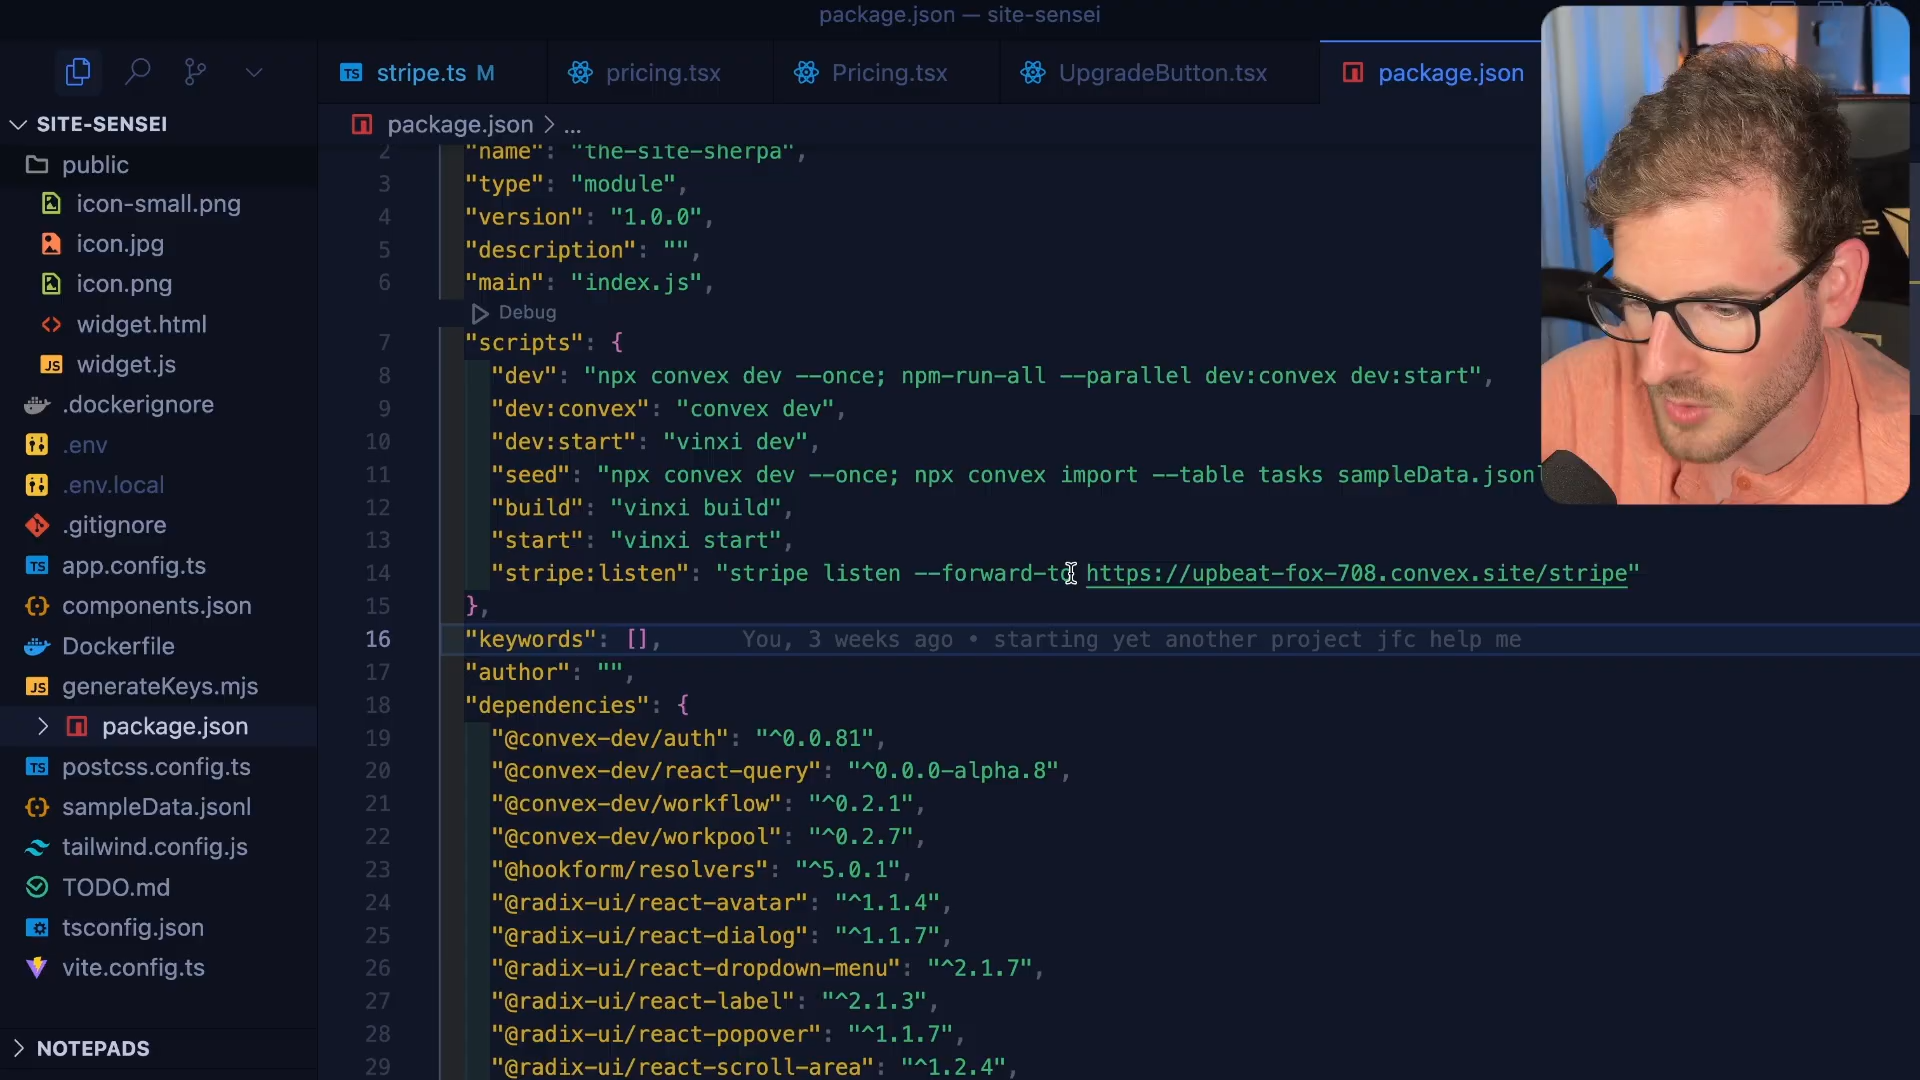 package.json — site-sensei
stripe.ts M
pricing.tsx
Pricing.tsx
UpgradeButton.tsx
package.json
SITE-SENSEI
public
icon-small.png
icon.jpg
icon.png
widget.html
widget.js
.dockerignore
.env
.env.local
.gitignore
app.config.ts
components.json
Dockerfile
generateKeys.mjs
package.json
postcss.config.ts
sampleData.jsonl
tailwind.config.js
TODO.md
tsconfig.json
vite.config.ts
NOTEPADS
package.json > ...
2 "name": "the-site-sherpa",
3 "type": "module",
4 "version": "1.0.0",
5 "description": "",
6 "main": "index.js",
Debug
7 "scripts": {
8 "dev": "npx convex dev --once; npm-run-all --parallel dev:convex dev:start",
9 "dev:convex": "convex dev",
10 "dev:start": "vinxi dev",
11 "seed": "npx convex dev --once; npx convex import --table tasks sampleData.jsonl
12 "build": "vinxi build",
13 "start": "vinxi start",
14 "stripe:listen": "stripe listen --forward-to https://upbeat-fox-708.convex.site/stripe"
15 },
16 "keywords": [], You, 3 weeks ago • starting yet another project jfc help me
17 "author": "",
18 "dependencies": {
19 "@convex-dev/auth": "^0.0.81",
20 "@convex-dev/react-query": "^0.0.0-alpha.8",
21 "@convex-dev/workflow": "^0.2.1",
22 "@convex-dev/workpool": "^0.2.7",
23 "@hookform/resolvers": "^5.0.1",
24 "@radix-ui/react-avatar": "^1.1.4",
25 "@radix-ui/react-dialog": "^1.1.7",
26 "@radix-ui/react-dropdown-menu": "^2.1.7",
27 "@radix-ui/react-label": "^2.1.3",
28 "@radix-ui/react-popover": "^1.1.7",
29 "@radix-ui/react-scroll-area": "^1.2.4",